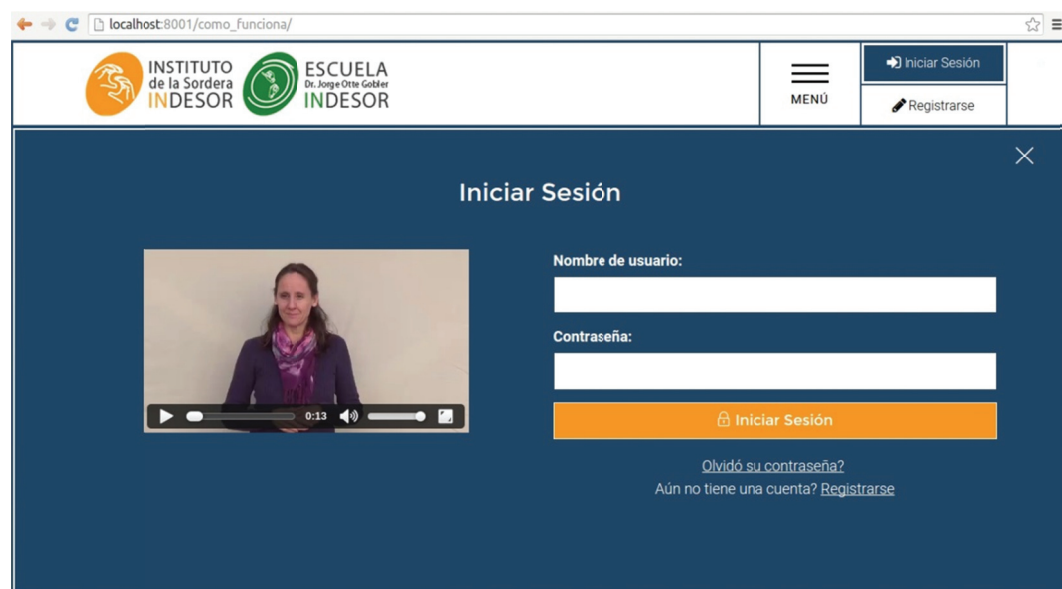 localhost:8001/como_funciona/
INSTITUTO
de la Sordera
INDESOR
ESCUELA
Dr. Jorge Otte Gobler
INDESOR
MENÚ
Iniciar Sesión
Registrarse
Iniciar Sesión
Nombre de usuario:
Contraseña:
0:13
Iniciar Sesión
Olvidó su contraseña?
Aún no tiene una cuenta? Registrarse